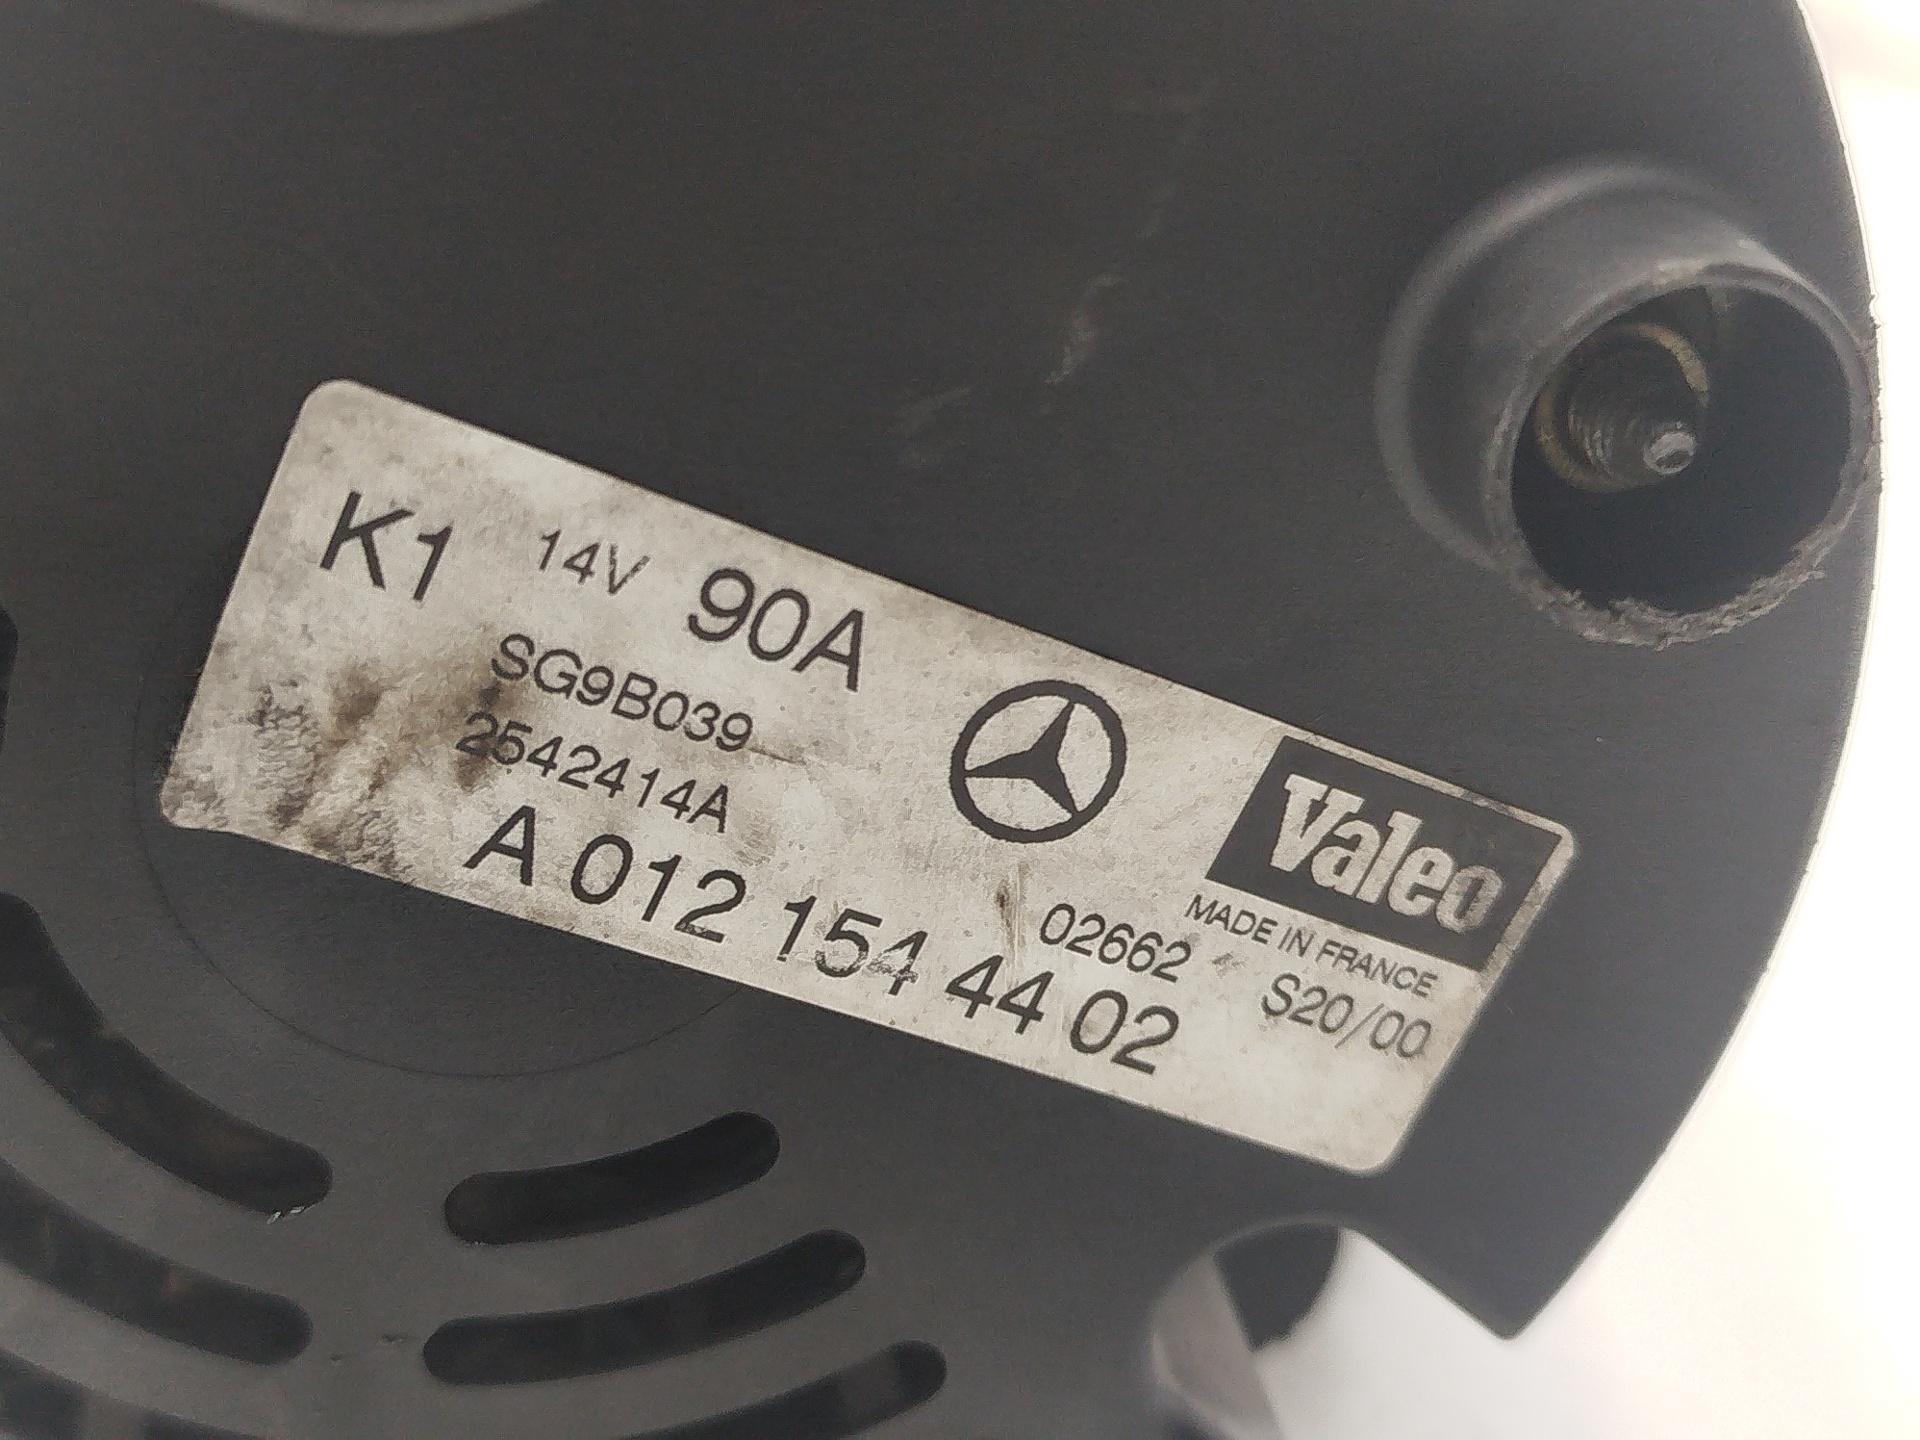 K1 14V 90A
SG9B039
2542414A
A 012 154 44 02
Valeo
MADE IN FRANCE
02662 S20/00